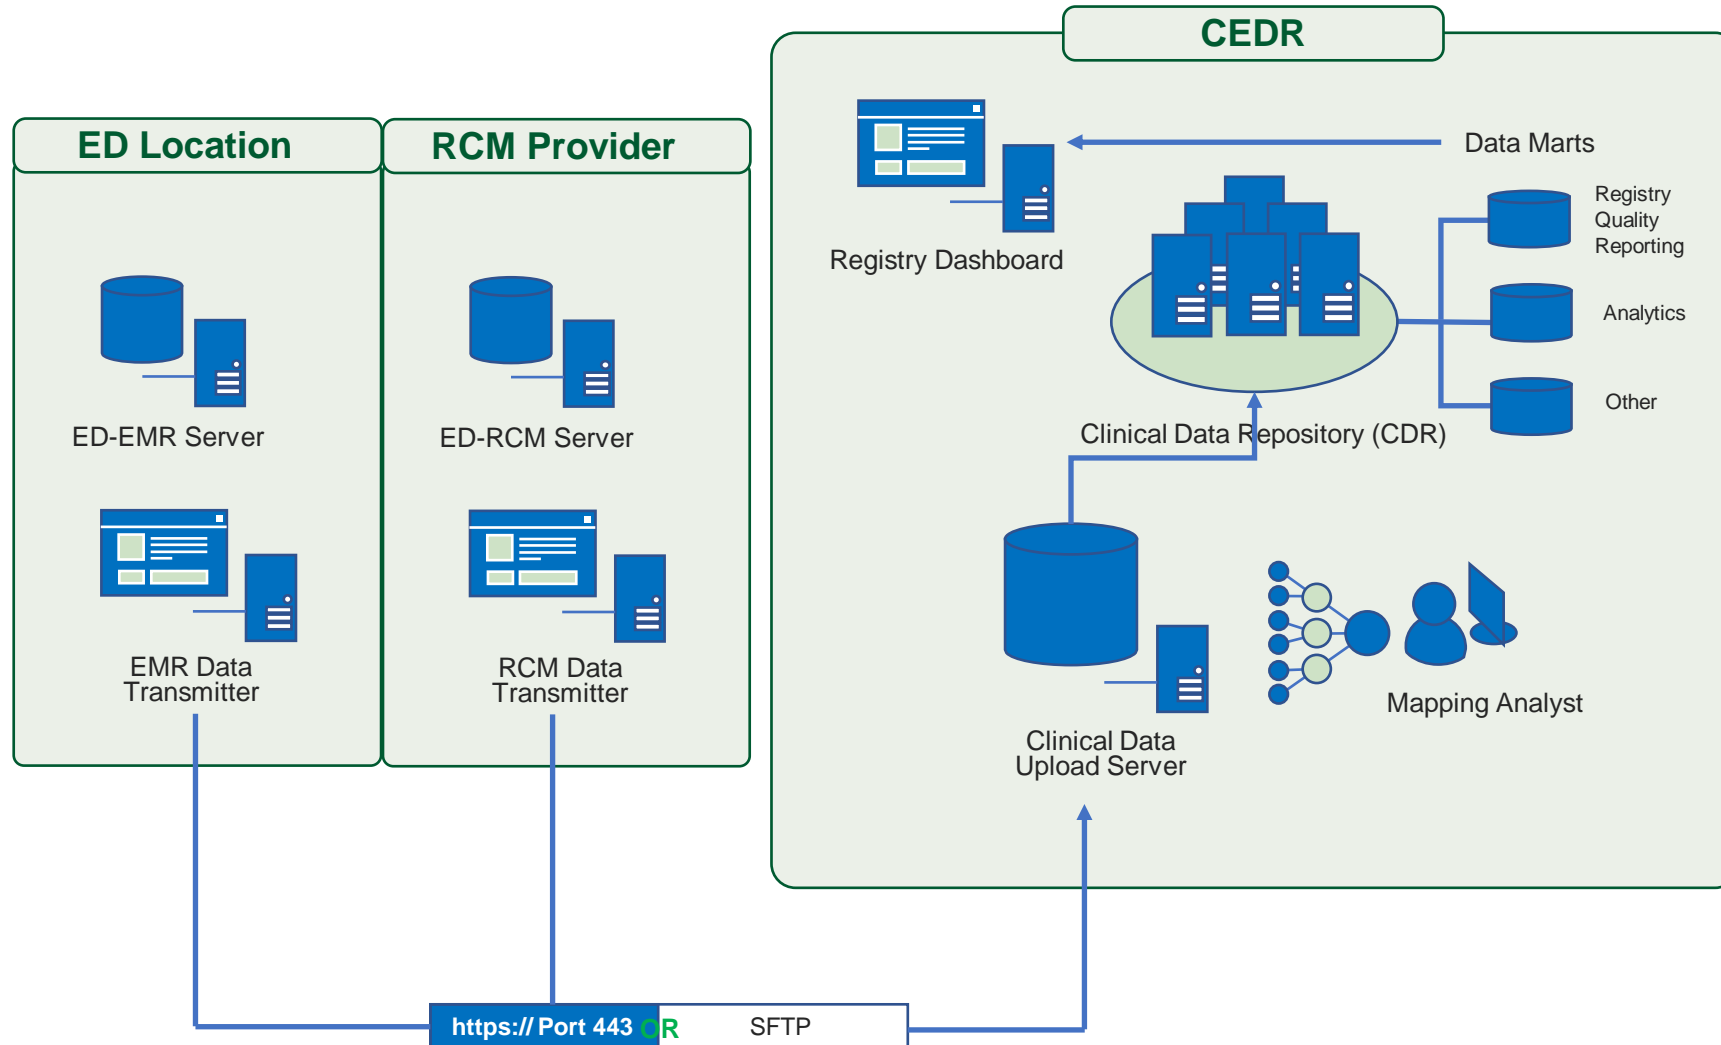 CEDR
ED Location
RCM Provider
Data Marts
Registry
Quality
Reporting
Registry Dashboard
Analytics
Other
ED-EMR Server
ED-RCM Server
Clinical Data Repository (CDR)
EMR Data
Transmitter
RCM Data
Transmitter
Mapping Analyst
Clinical Data
Upload Server
https:// Port 443 OR SFTP